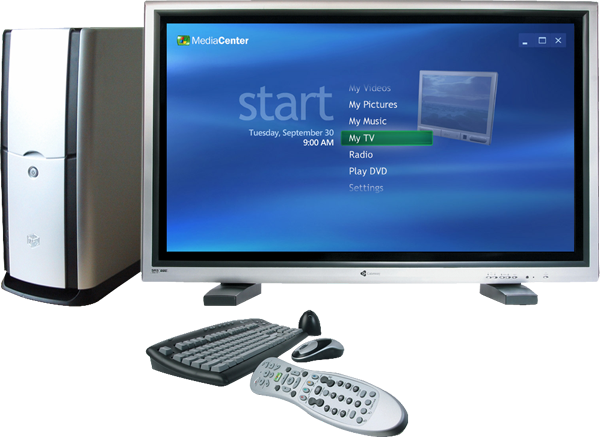 MediaCenter
start
Tuesday, September 30
9:00 AM
My Videos
My Pictures
My Music
My TV
Radio
Play DVD
Settings